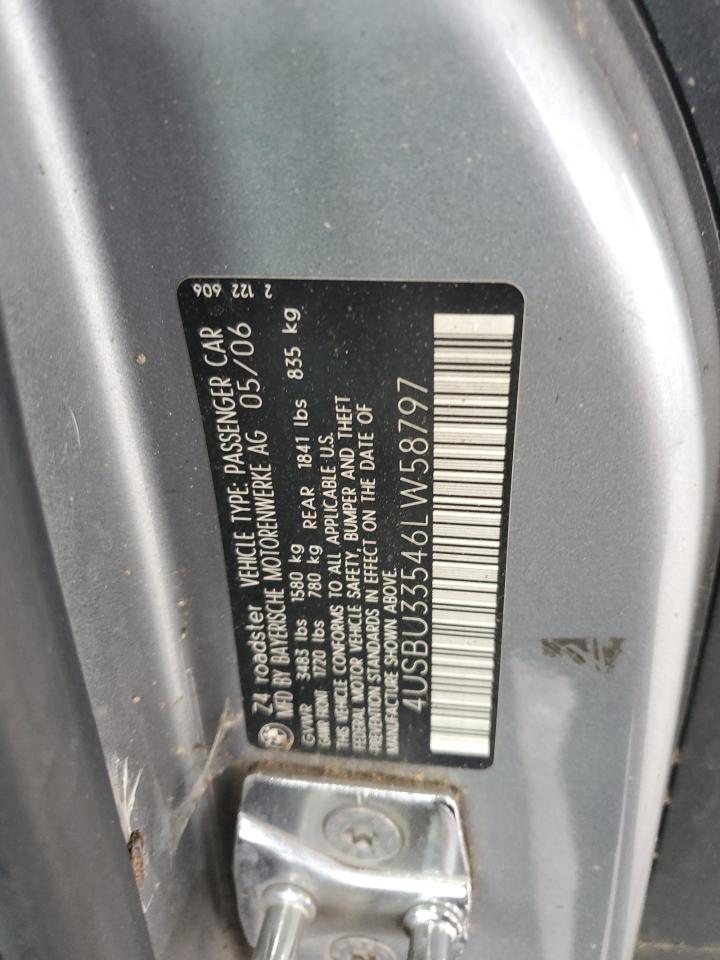 Z4 roadster VEHICLE TYPE: PASSENGER CAR
MFD BY BAYERISCHE MOTORENWERKE AG 05/06
GVWR 3483 lbs 1580 kg
GAWR FRONT 1720 lbs 780 kg REAR 1841 lbs 835 kg
THIS VEHICLE CONFORMS TO ALL APPLICABLE U.S.
FEDERAL MOTOR VEHICLE SAFETY, BUMPER AND THEFT
PREVENTION STANDARDS IN EFFECT ON THE DATE OF
MANUFACTURE SHOWN ABOVE.
4USBU33546LW58797
2 122 606